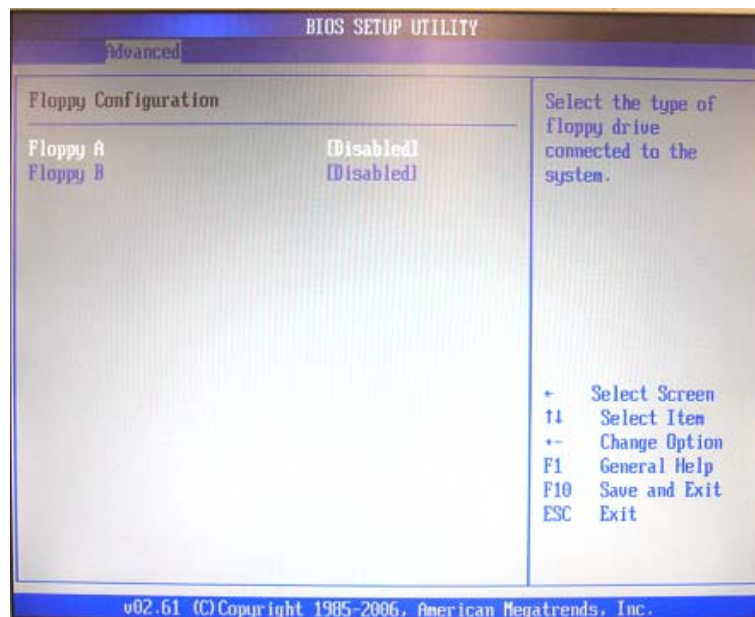 BIOS SETUP UTILITY
Advanced
Floppy Configuration
Floppy A [Disabled]
Floppy B [Disabled]
Select the type of
floppy drive
connected to the
system.
← Select Screen
↑↓ Select Item
+- Change Option
F1 General Help
F10 Save and Exit
ESC Exit
v02.61 (C)Copyright 1985-2006, American Megatrends, Inc.